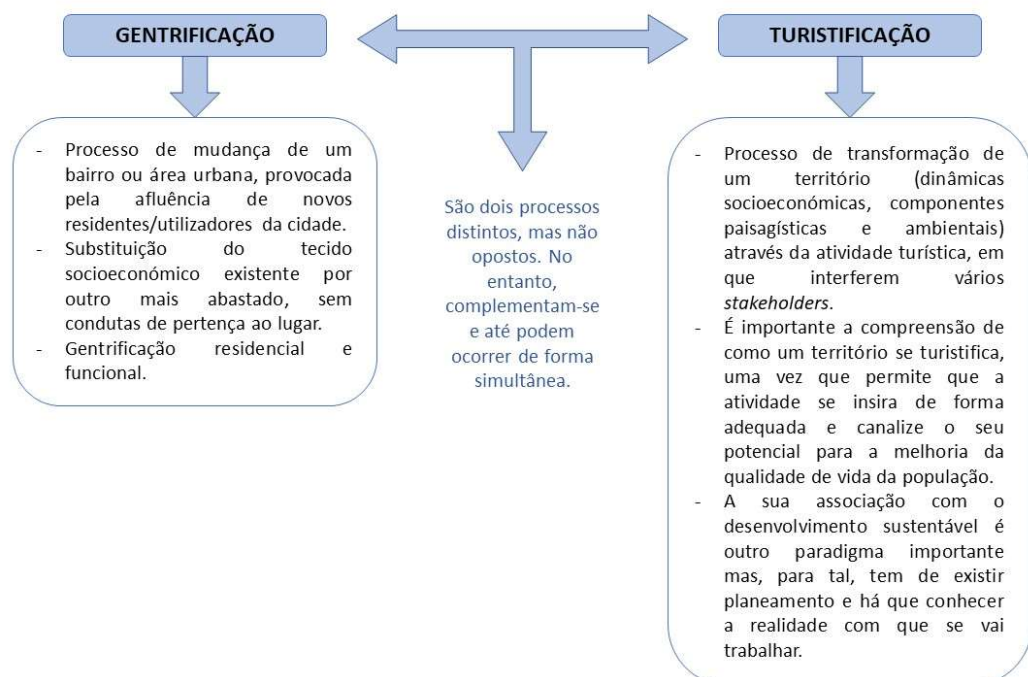 GENTRIFICAÇÃO
- Processo de mudança de um
bairro ou área urbana, provocada
pela afluência de novos
residentes/utilizadores da cidade.
- Substituição do tecido
socioeconómico existente por
outro mais abastado, sem
condutas de pertença ao lugar.
- Gentrificação residencial e
funcional.
São dois processos
distintos, mas não
opostos. No
entanto,
complementam-se
e até podem
ocorrer de forma
simultânea.
TURISTIFICAÇÃO
- Processo de transformação de
um território (dinâmicas
socioeconómicas, componentes
paisagísticas e ambientais)
através da atividade turística, em
que interferem vários
stakeholders.
- É importante a compreensão de
como um território se turistifica,
uma vez que permite que a
atividade se insira de forma
adequada e canalize o seu
potencial para a melhoria da
qualidade de vida da população.
- A sua associação com o
desenvolvimento sustentável é
outro paradigma importante
mas, para tal, tem de existir
planeamento e há que conhecer
a realidade com que se vai
trabalhar.